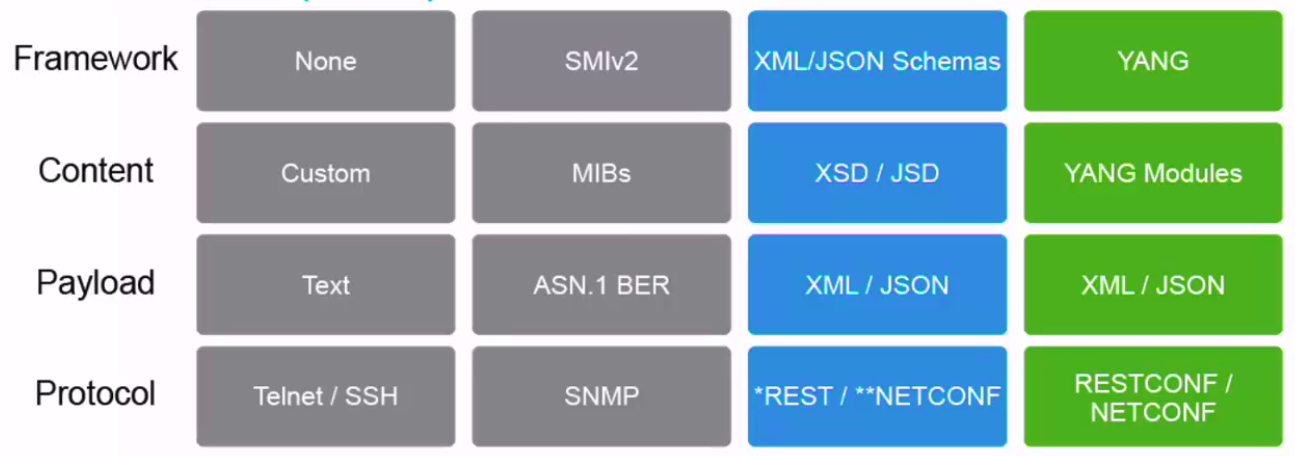 Framework None SMIv2 XML/JSON Schemas YANG
Content Custom MIBs XSD / JSD YANG Modules
Payload Text ASN.1 BER XML / JSON XML / JSON
Protocol Telnet / SSH SNMP *REST / **NETCONF RESTCONF /
NETCONF